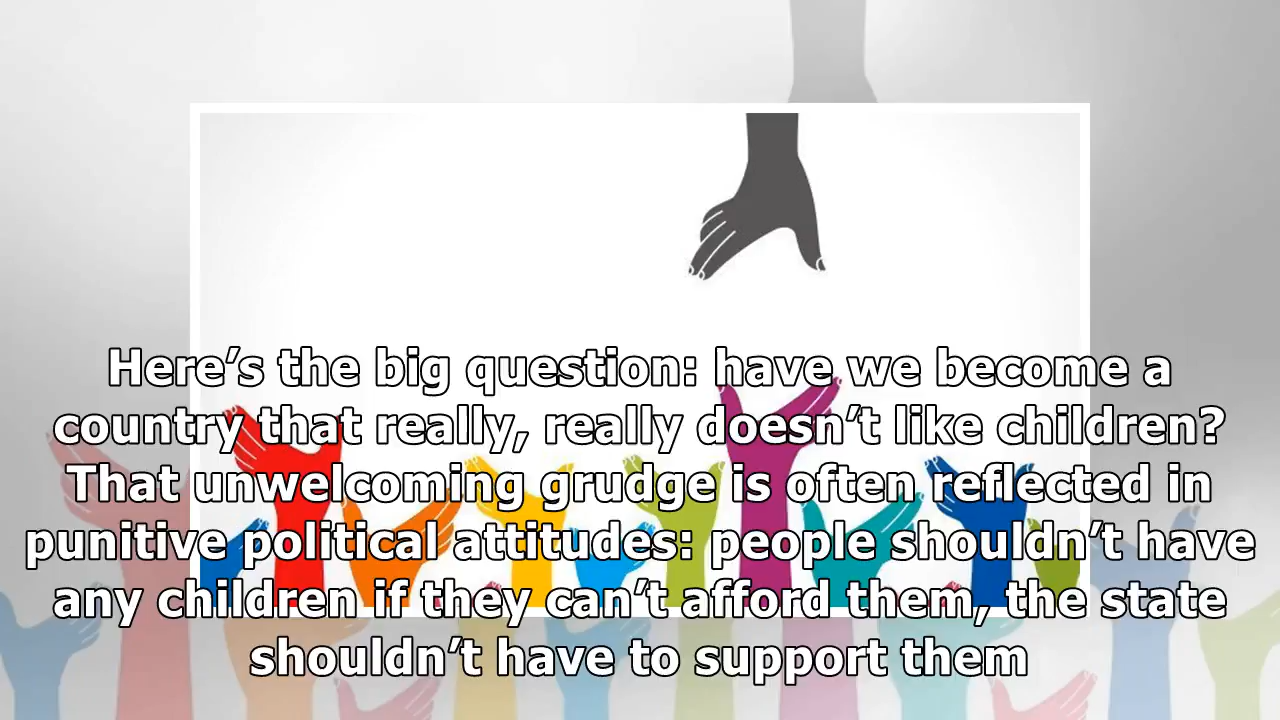 Here’s the big question: have we become a
country that really, really doesn’t like children?
That unwelcoming grudge is often reflected in
punitive political attitudes: people shouldn’t have
any children if they can’t afford them, the state
shouldn’t have to support them